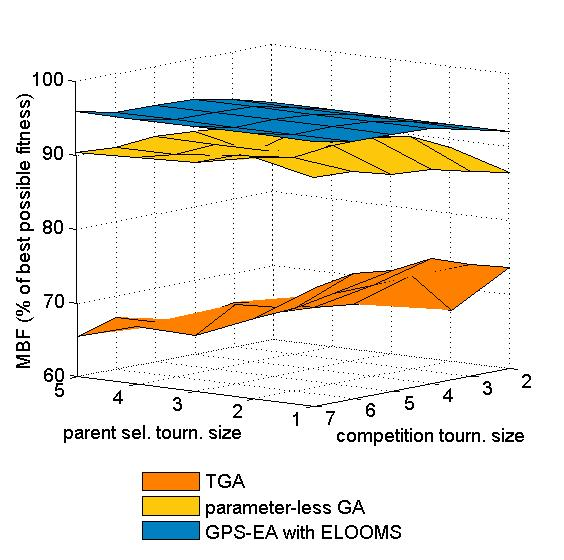 MBF (% of best possible fitness)
100
90
80
70
60
5
4
3
2
1
parent sel. tourn. size
7
6
5
4
3
2
competition tourn. size
TGA
parameter-less GA
GPS-EA with ELOOMS